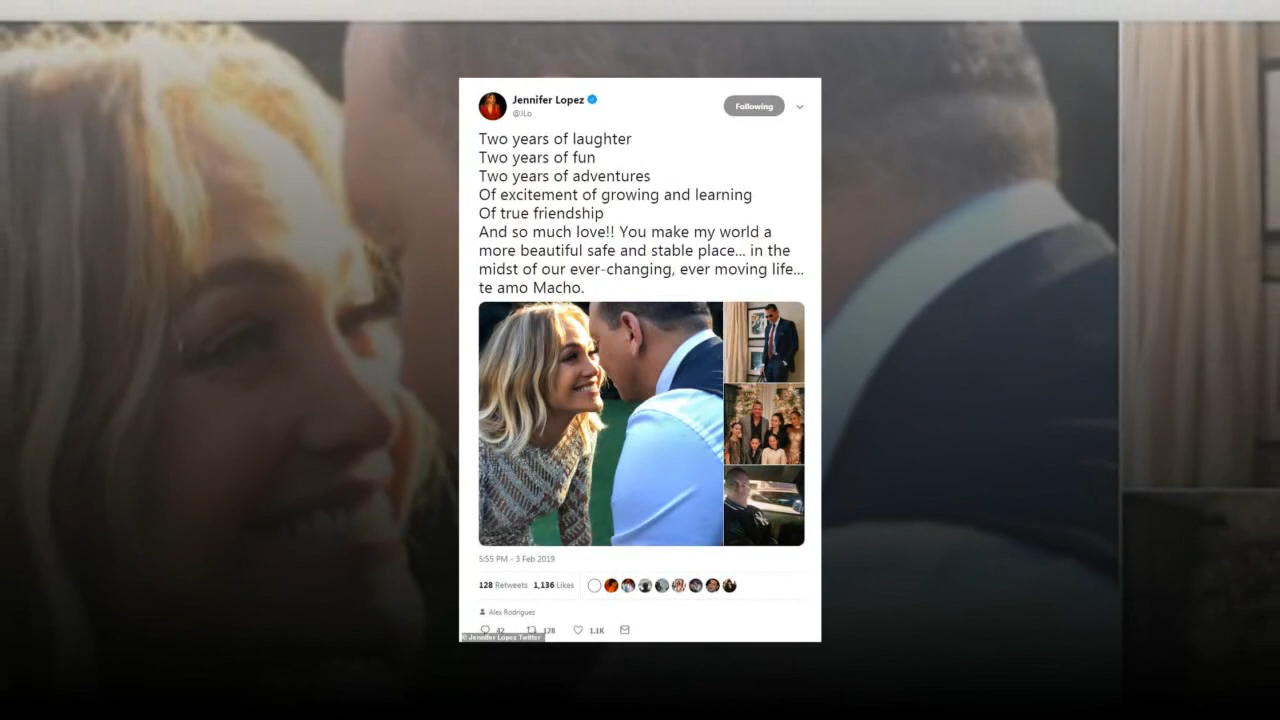 Jennifer Lopez
@JLo
Following
Two years of laughter
Two years of fun
Two years of adventures
Of excitement of growing and learning
Of true friendship
And so much love!! You make my world a
more beautiful safe and stable place... in the
midst of our ever-changing, ever moving life...
te amo Macho.
5:55 PM - 3 Feb 2019
128 Retweets 1,136 Likes
Alex Rodriguez
42 128 1.1K
© Jennifer Lopez Twitter